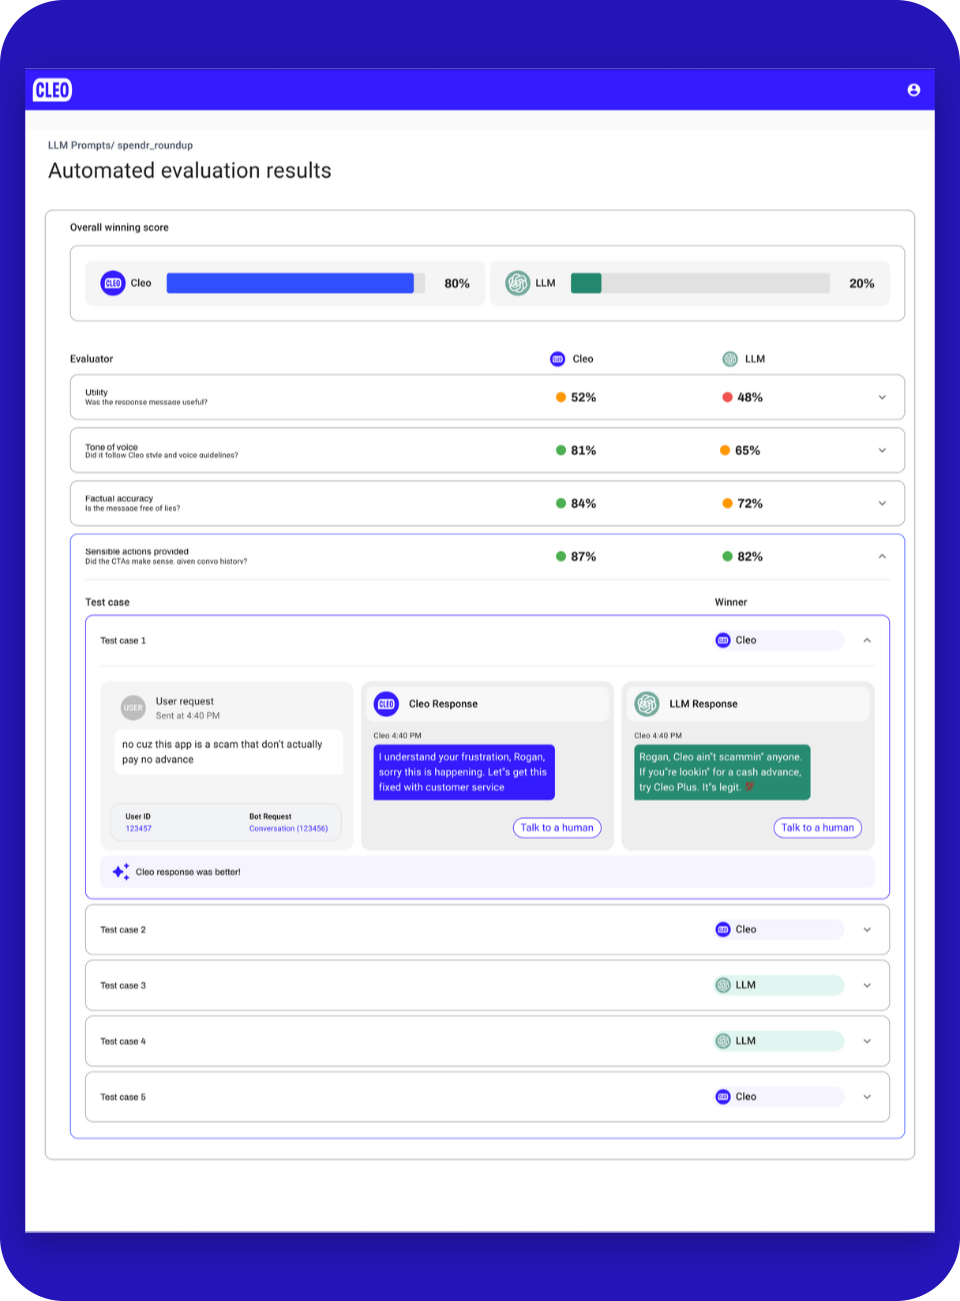 CLEO
LLM Prompts/ spendr_roundup
Automated evaluation results
Overall winning score
CLEO Cleo 80% LLM 20%
Evaluator Cleo LLM
Utility
Was the response message useful?
52% 48%
Tone of voice
Did it follow Cleo style and voice guidelines?
81% 65%
Factual accuracy
Is the message free of lies?
84% 72%
Sensible actions provided
Did the CTAs make sense, given convo history?
87% 82%
Test case Winner
Test case 1 Cleo
USER
User request
Sent at 4:40 PM
no cuz this app is a scam that don't actually
pay no advance
User ID Bot Request
123457 Conversation (123456)
CLEO Cleo Response
Cleo 4:40 PM
I understand your frustration, Rogan,
sorry this is happening. Let"s get this
fixed with customer service
Talk to a human
LLM Response
Cleo 4:40 PM
Rogan, Cleo ain"t scammin" anyone.
If you"re lookin" for a cash advance,
try Cleo Plus. It"s legit. 💯
Talk to a human
Cleo response was better!
Test case 2 Cleo
Test case 3 LLM
Test case 4 LLM
Test case 5 Cleo